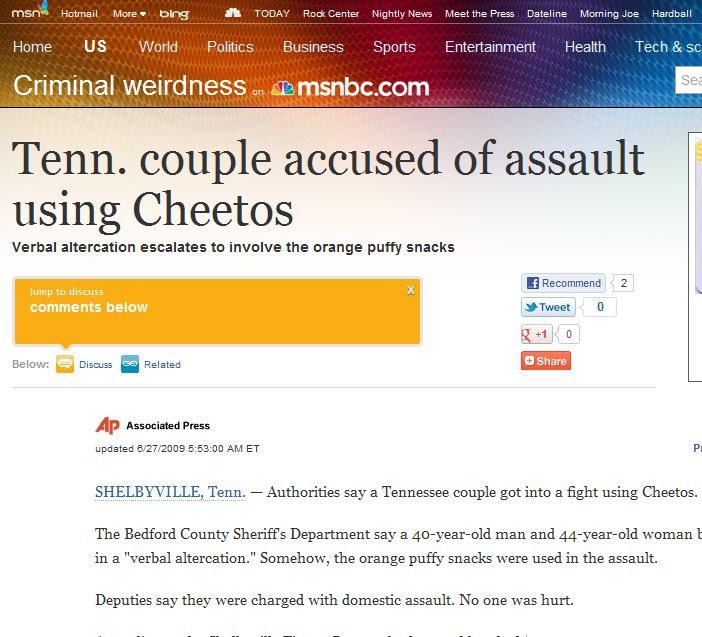 msn Hotmail More bing TODAY Rock Center Nightly News Meet the Press Dateline Morning Joe Hardball
Home US World Politics Business Sports Entertainment Health Tech & sc
Criminal weirdness on msnbc.com
Sea
Tenn. couple accused of assault
using Cheetos
Verbal altercation escalates to involve the orange puffy snacks
Jump to discuss X
comments below
Recommend 2
Tweet 0
+1 0
Share
Below: Discuss Related
AP Associated Press
updated 6/27/2009 5:53:00 AM ET
SHELBYVILLE, Tenn. — Authorities say a Tennessee couple got into a fight using Cheetos.
The Bedford County Sheriff's Department say a 40-year-old man and 44-year-old woman b
in a "verbal altercation." Somehow, the orange puffy snacks were used in the assault.
Deputies say they were charged with domestic assault. No one was hurt.